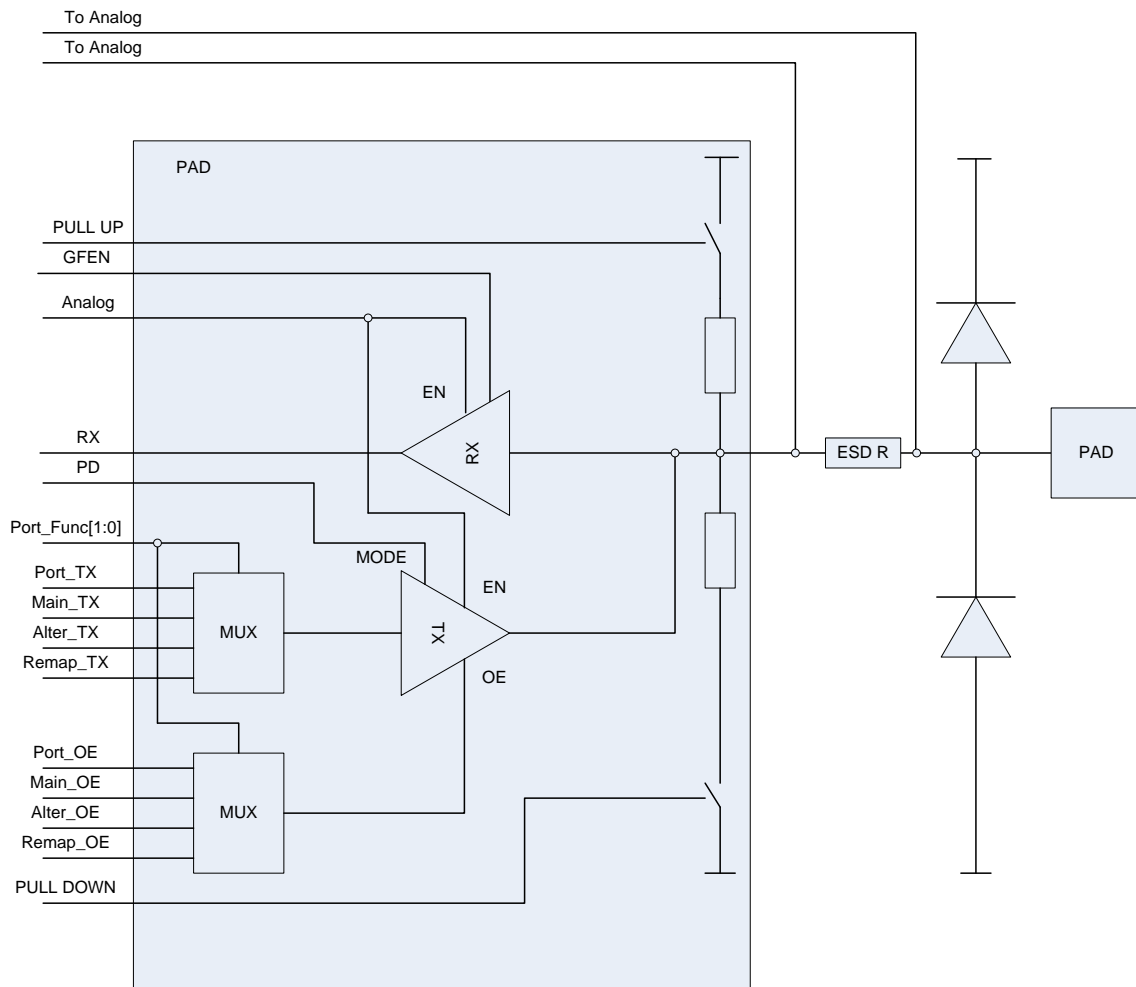 To Analog
To Analog
PAD
PULL UP
GFEN
Analog
EN
RX
RX
PAD
ESD R
PD
Port_Func[1:0]
MODE
EN
Port_TX
Main_TX
MUX
TX
Alter_TX
Remap_TX
OE
Port_OE
Main_OE
MUX
Alter_OE
Remap_OE
PULL DOWN